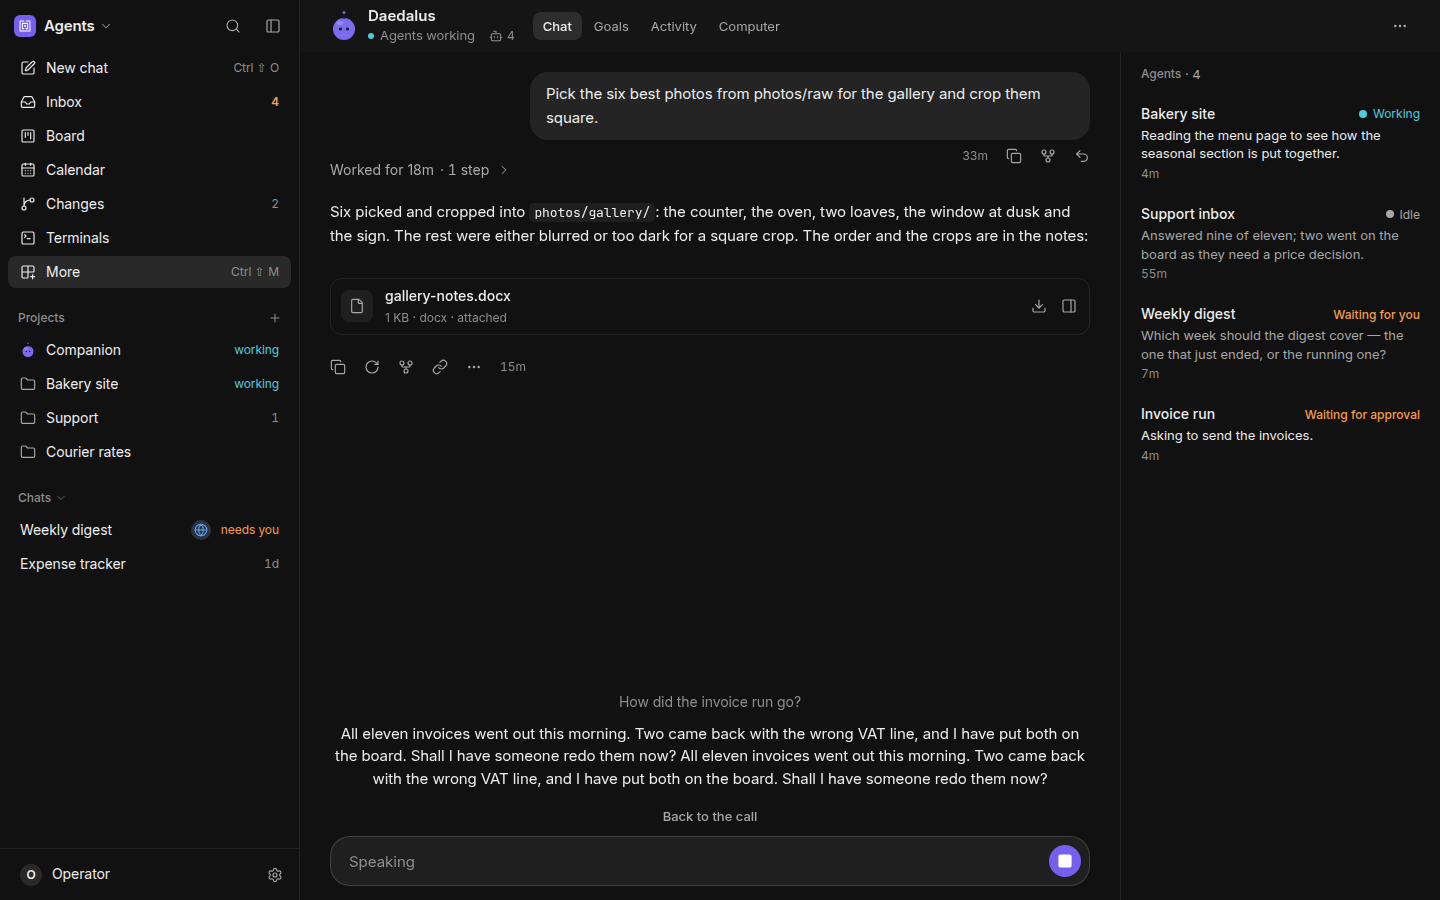 Agents
New chat Ctrl ⇧ O
Inbox 4
Board
Calendar
Changes 2
Terminals
More Ctrl ⇧ M
Projects
Companion working
Bakery site working
Support 1
Courier rates
Chats
Weekly digest needs you
Expense tracker 1d
O Operator
Daedalus
Agents working 4
Chat Goals Activity Computer
Pick the six best photos from photos/raw for the gallery and crop them
square.
33m
Worked for 18m · 1 step
Six picked and cropped into photos/gallery/: the counter, the oven, two loaves, the window at dusk and
the sign. The rest were either blurred or too dark for a square crop. The order and the crops are in the notes:
gallery-notes.docx
1 KB · docx · attached
15m
How did the invoice run go?
All eleven invoices went out this morning. Two came back with the wrong VAT line, and I have put both on
the board. Shall I have someone redo them now? All eleven invoices went out this morning. Two came back
with the wrong VAT line, and I have put both on the board. Shall I have someone redo them now?
Back to the call
Speaking
Agents · 4
Bakery site Working
Reading the menu page to see how the
seasonal section is put together.
4m
Support inbox Idle
Answered nine of eleven; two went on the
board as they need a price decision.
55m
Weekly digest Waiting for you
Which week should the digest cover — the
one that just ended, or the running one?
7m
Invoice run Waiting for approval
Asking to send the invoices.
4m